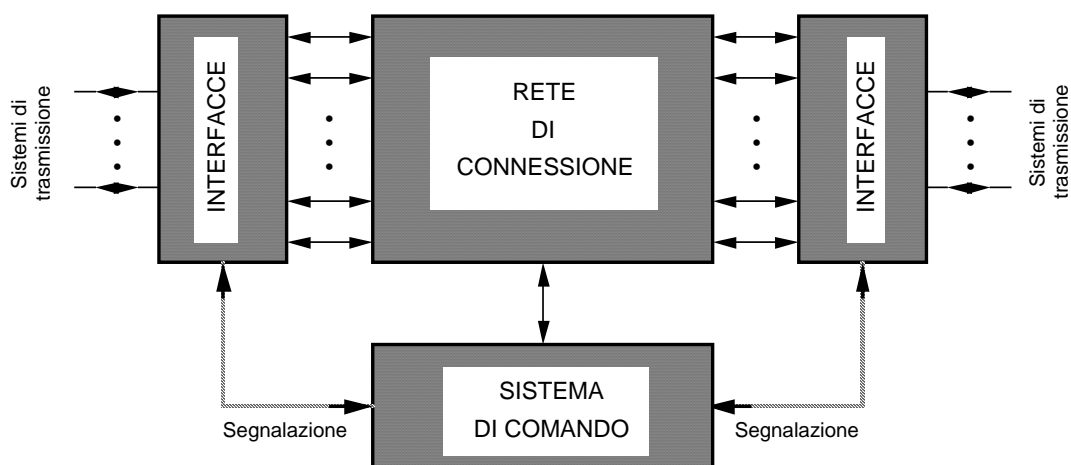 Sistemi di
trasmissione
INTERFACCE
RETE
DI
CONNESSIONE
INTERFACCE
Sistemi di
trasmissione
Segnalazione
SISTEMA
DI COMANDO
Segnalazione